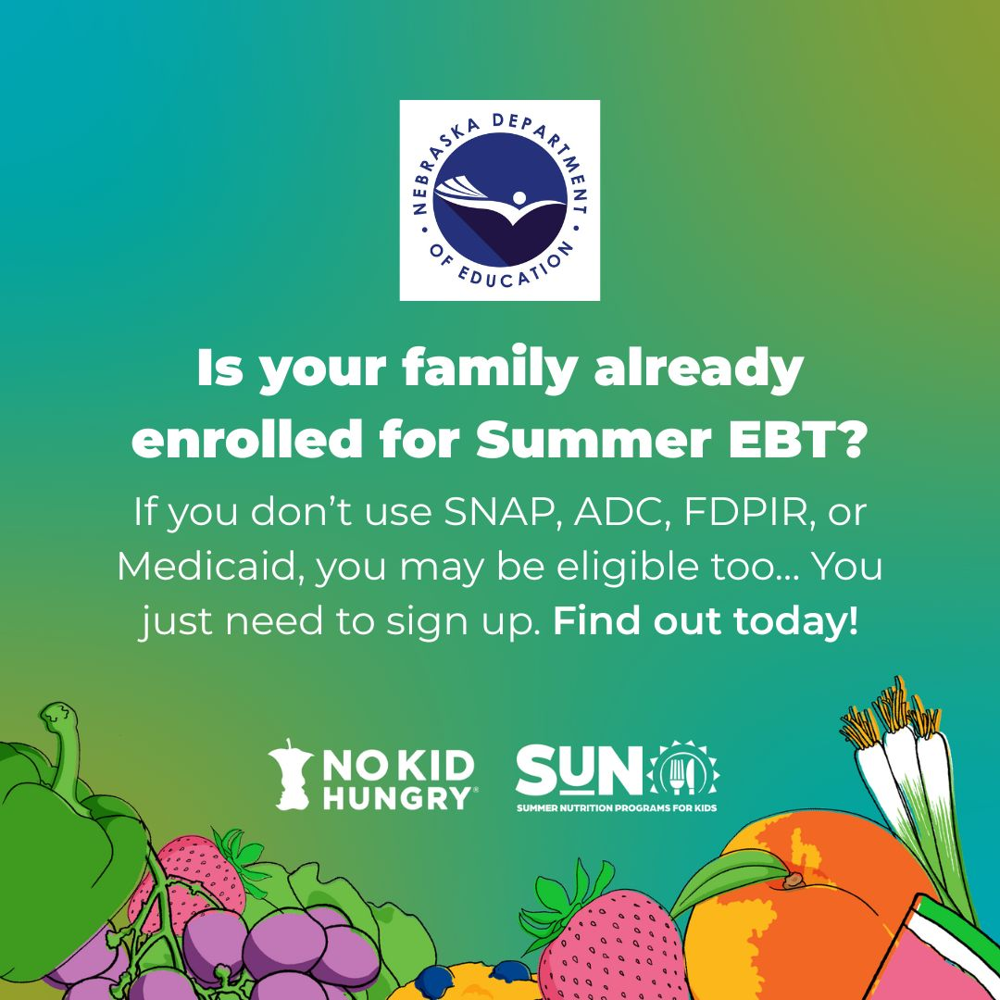 • NEBRASKA DEPARTMENT •
OF EDUCATION
Is your family already
enrolled for Summer EBT?
If you don’t use SNAP, ADC, FDPIR, or
Medicaid, you may be eligible too... You
just need to sign up. Find out today!
NO KID
HUNGRY®
SUN
SUMMER NUTRITION PROGRAMS FOR KIDS